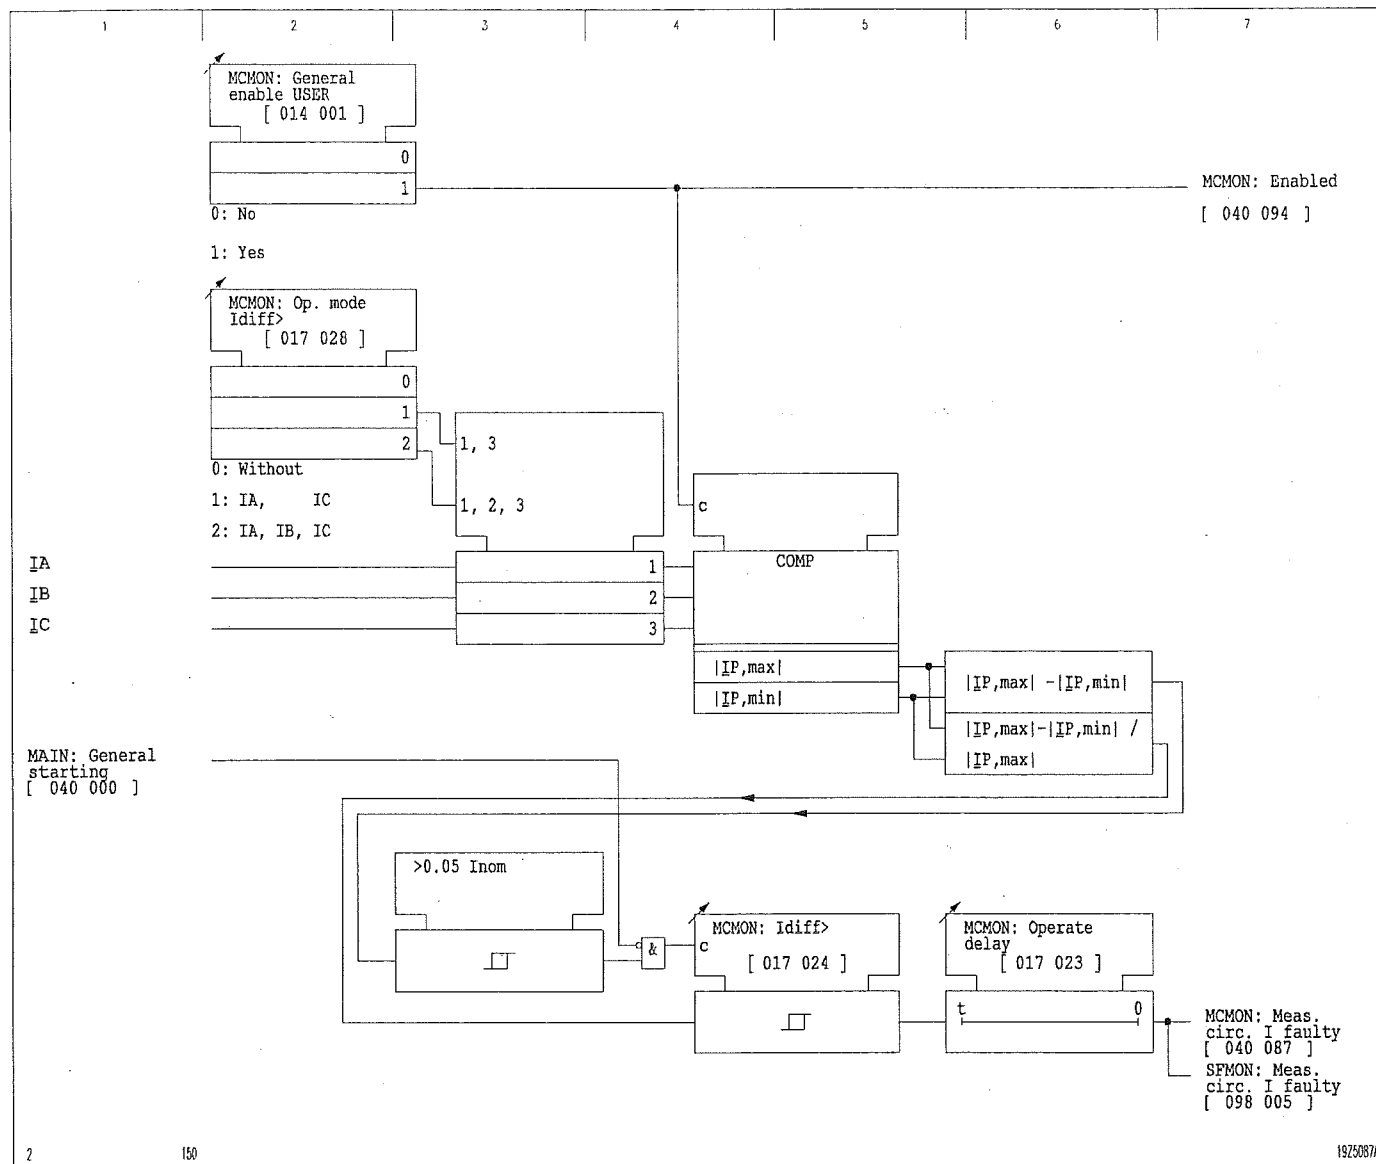 1 2 3 4 5 6 7
MCMON: General
enable USER
[ 014 001 ]
0
1
0: No
1: Yes
MCMON: Enabled
[ 040 094 ]
MCMON: Op. mode
Idiff>
[ 017 028 ]
0
1
2
0: Without
1: IA, IC
2: IA, IB, IC
1, 3
1, 2, 3
c
IA
IB
IC
1
2
3
COMP
|IP,max|
|IP,min|
|IP,max| -|IP,min|
|IP,max|-|IP,min| /
|IP,max|
MAIN: General
starting
[ 040 000 ]
>0.05 Inom
&
c
MCMON: Idiff>
[ 017 024 ]
MCMON: Operate
delay
[ 017 023 ]
t 0
MCMON: Meas.
circ. I faulty
[ 040 087 ]
SFMON: Meas.
circ. I faulty
[ 098 005 ]
2 150